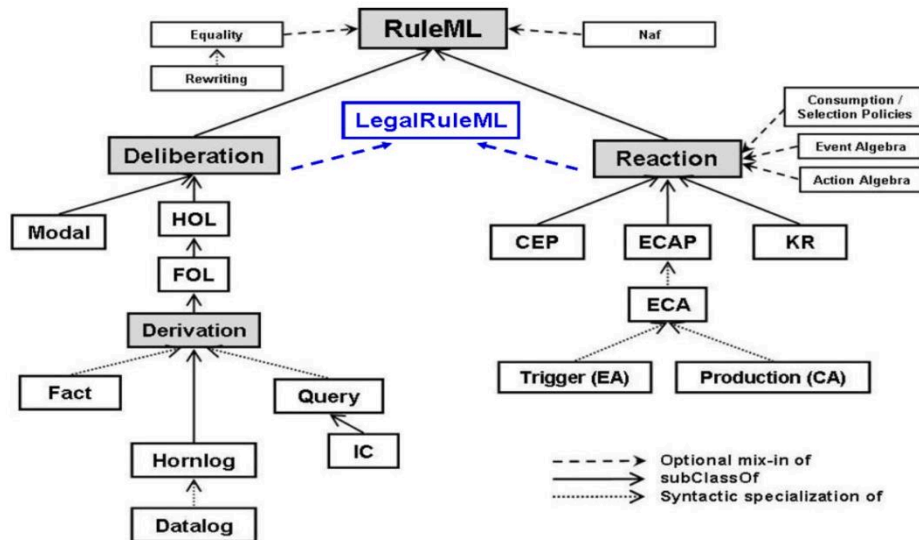 RuleML
Equality
Naf
Rewriting
Consumption /
Selection Policies
LegalRuleML
Event Algebra
Deliberation
Reaction
Action Algebra
Modal
HOL
CEP
ECAP
KR
FOL
ECA
Derivation
Fact
Query
Trigger (EA)
Production (CA)
Hornlog
IC
Optional mix-in of
subClassOf
Syntactic specialization of
Datalog